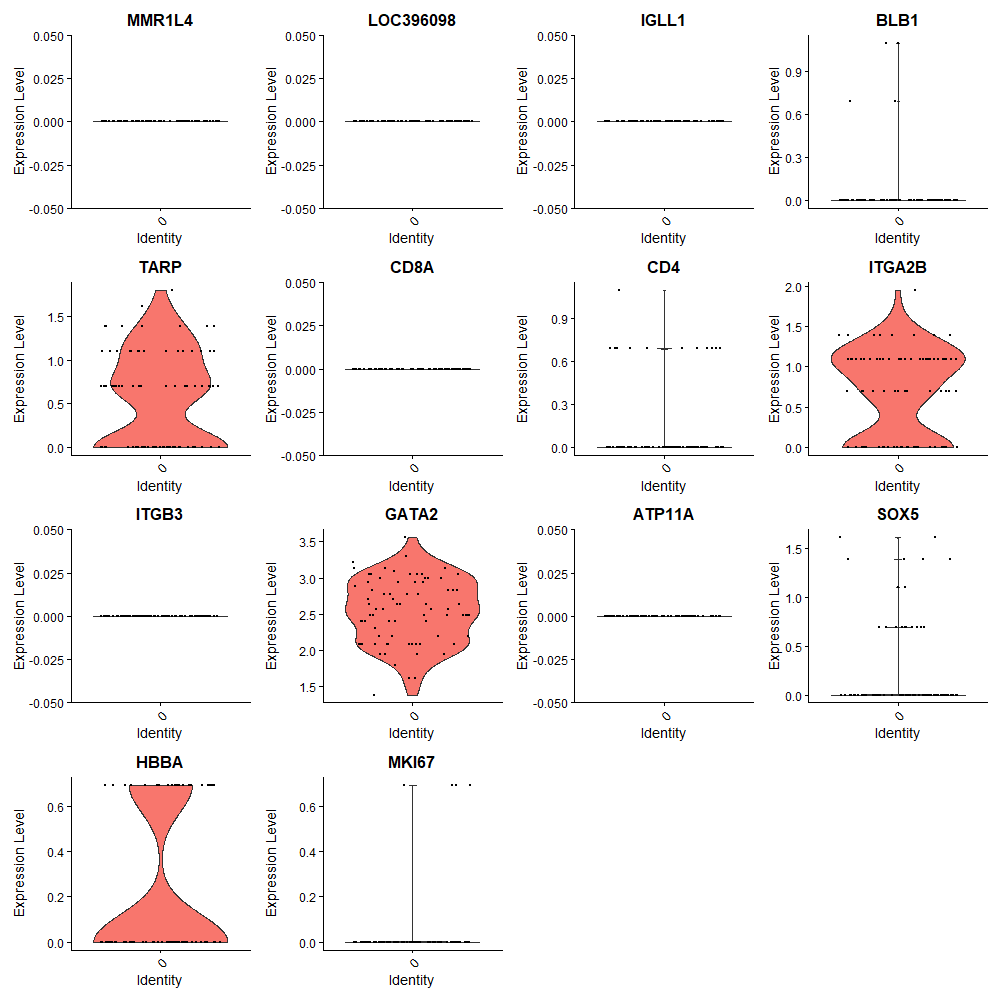 MMR1L4 LOC396098 IGLL1 BLB1
Expression Level Expression Level Expression Level Expression Level
0.050 0.050 0.050 0.9
0.025 0.025 0.025 0.6
0.000 0.000 0.000 0.3
-0.025 -0.025 -0.025 0.0
-0.050 -0.050 -0.050
0 0 0 0
Identity Identity Identity Identity
TARP CD8A CD4 ITGA2B
Expression Level Expression Level Expression Level Expression Level
1.5 0.050 0.9 2.0
1.0 0.025 0.6 1.5
0.5 0.000 0.3 1.0
0.0 -0.025 0.0 0.5
-0.050 0.0
0 0 0 0
Identity Identity Identity Identity
ITGB3 GATA2 ATP11A SOX5
Expression Level Expression Level Expression Level Expression Level
0.050 3.5 0.050 1.5
0.025 3.0 0.025 1.0
0.000 2.5 0.000 0.5
-0.025 2.0 -0.025 0.0
-0.050 1.5 -0.050
0 0 0 0
Identity Identity Identity Identity
HBBA MKI67
Expression Level Expression Level
0.6 0.6
0.4 0.4
0.2 0.2
0.0 0.0
0 0
Identity Identity